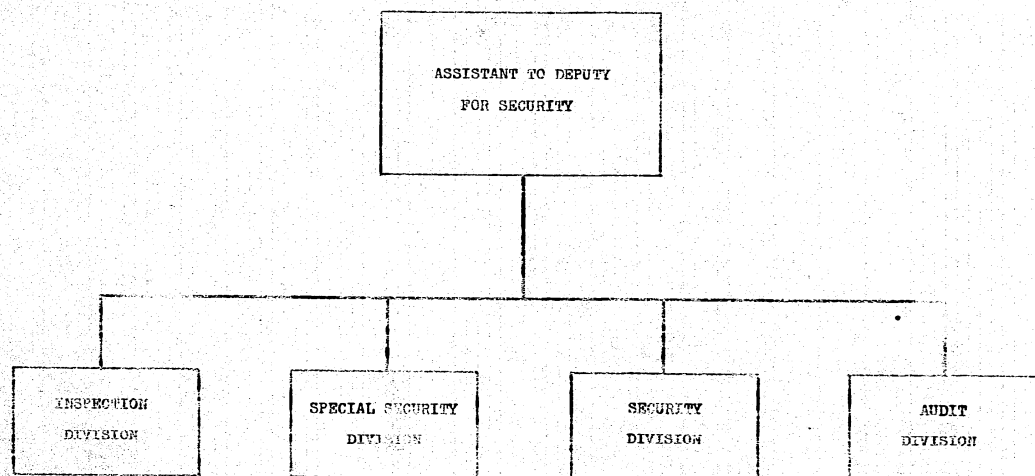 ASSISTANT TO DEPUTY
FOR SECURITY
INSPECTION
DIVISION
SPECIAL SECURITY
DIVISION
SECURITY
DIVISION
AUDIT
DIVISION